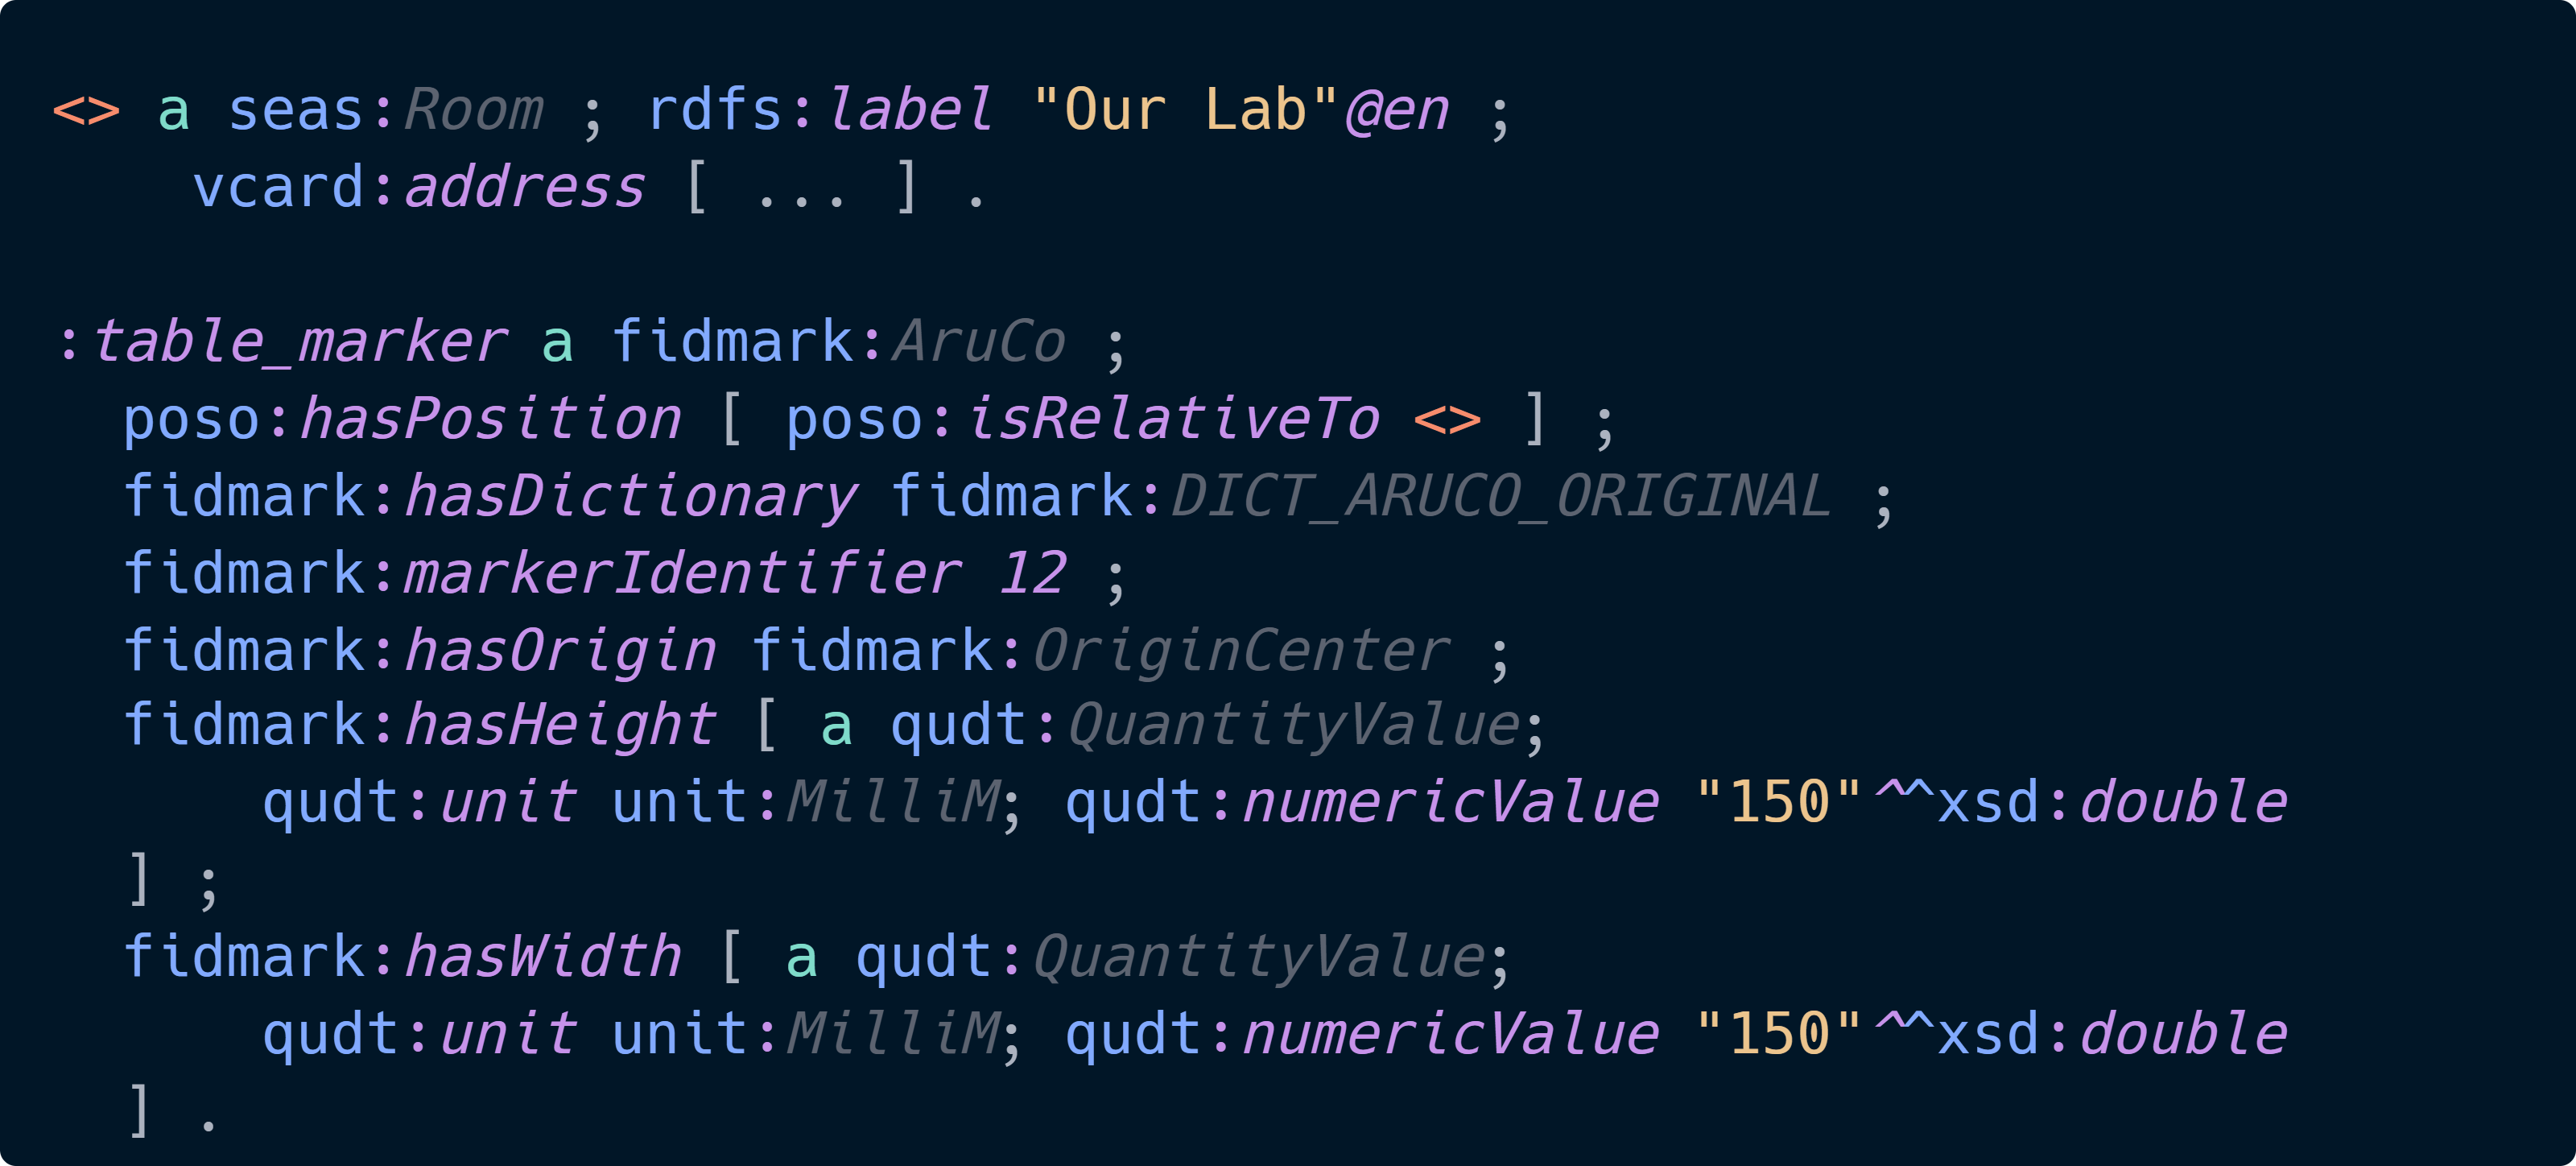 <> a seas:Room ; rdfs:label "Our Lab"@en ;
    vcard:address [ ... ] .

:table_marker a fidmark:AruCo ;
  poso:hasPosition [ poso:isRelativeTo <> ] ;
  fidmark:hasDictionary fidmark:DICT_ARUCO_ORIGINAL ;
  fidmark:markerIdentifier 12 ;
  fidmark:hasOrigin fidmark:OriginCenter ;
  fidmark:hasHeight [ a qudt:QuantityValue;
      qudt:unit unit:MilliM; qudt:numericValue "150"^^xsd:double
  ] ;
  fidmark:hasWidth [ a qudt:QuantityValue;
      qudt:unit unit:MilliM; qudt:numericValue "150"^^xsd:double
  ] .